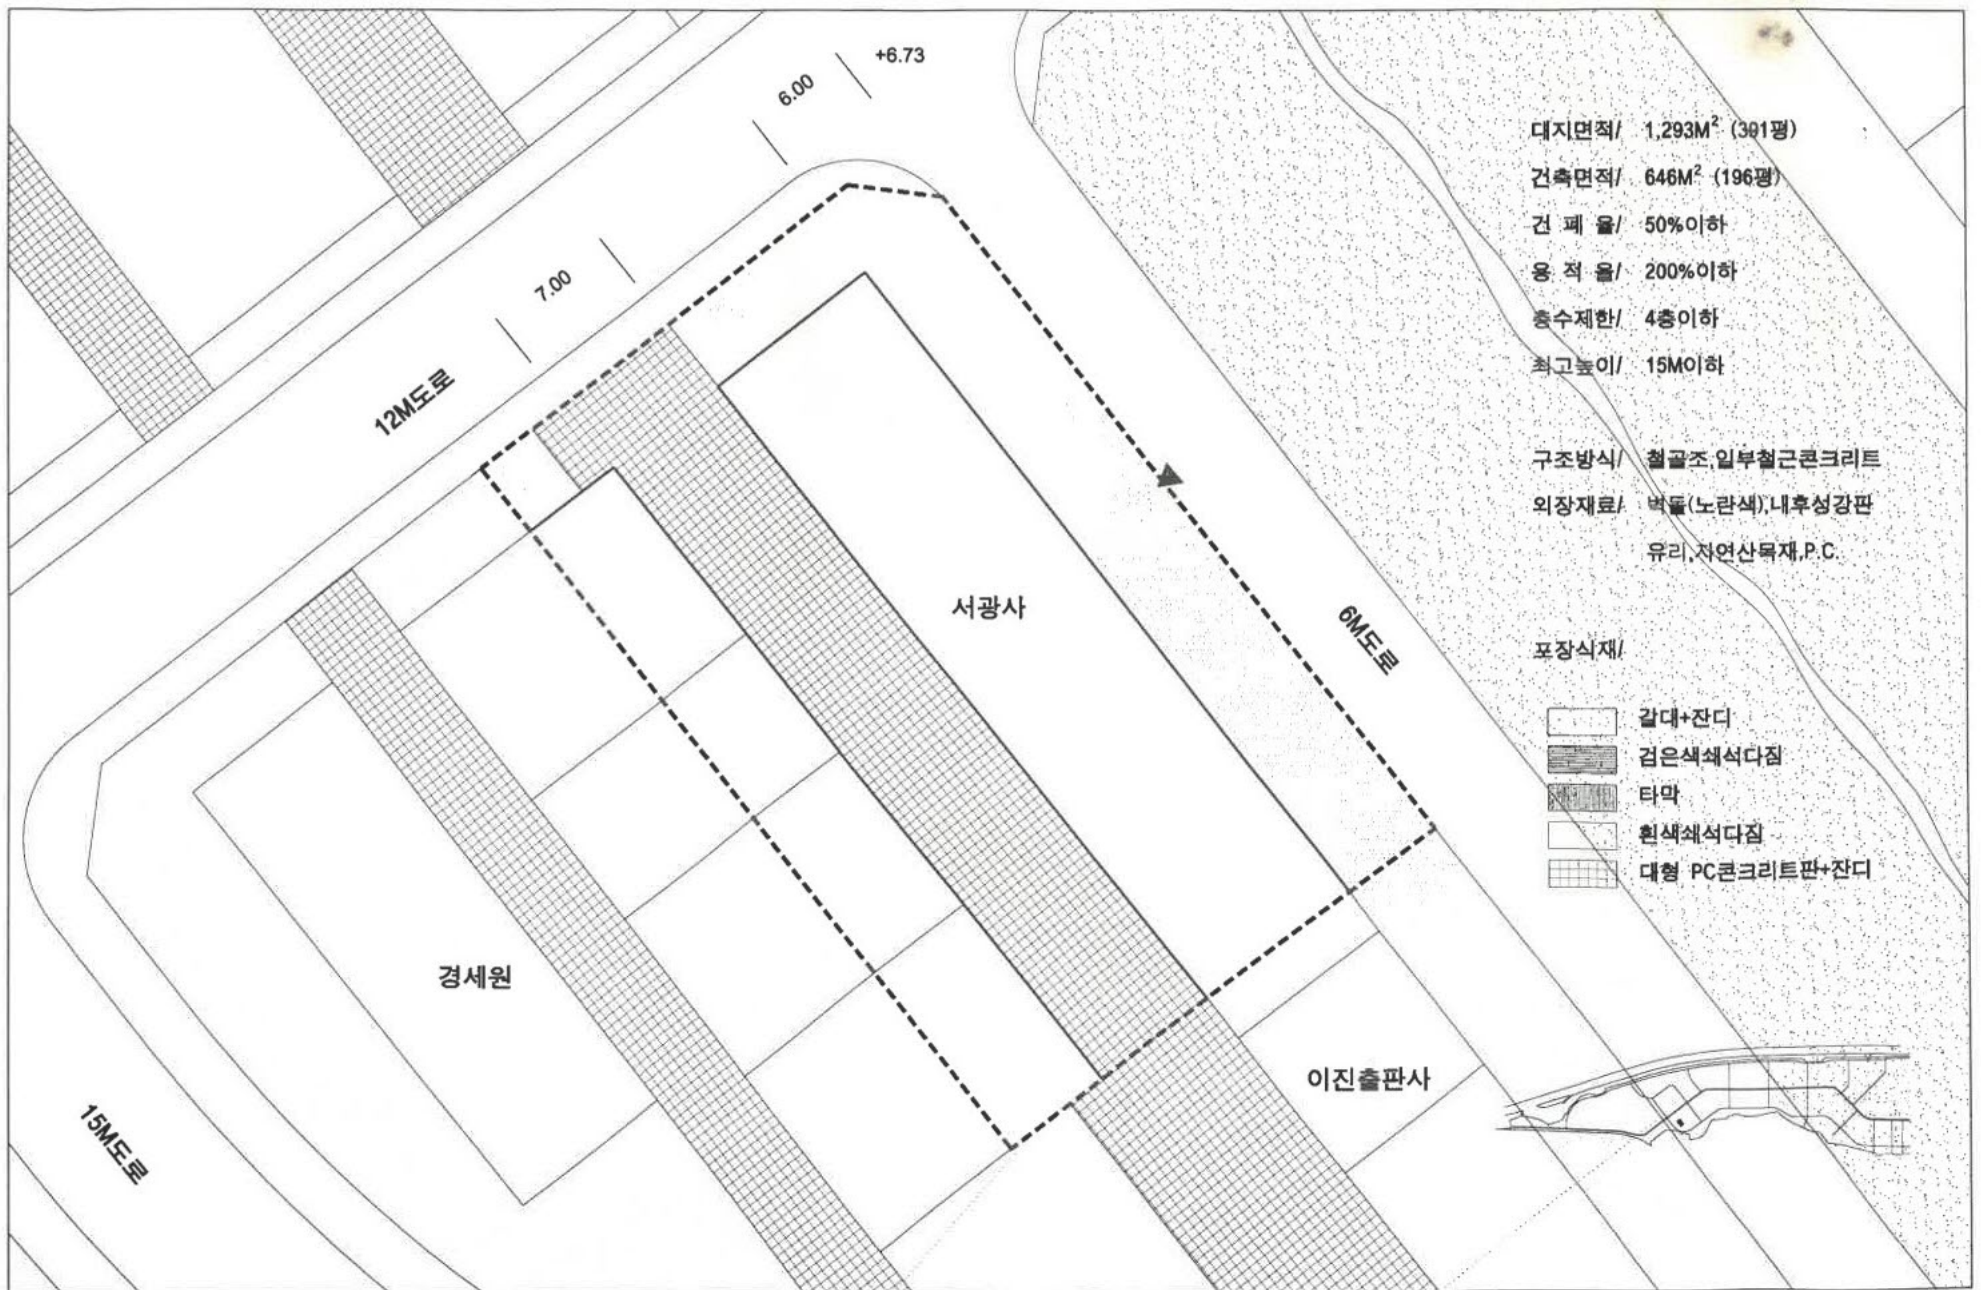 +6.73
6.00
7.00
12M도로
서광사
6M도로
경세원
이진출판사
15M도로
대지면적/ 1,293M² (391평)
건축면적/ 646M² (196평)
건 폐 율/ 50%이하
용 적 율/ 200%이하
층수제한/ 4층이하
최고높이/ 15M이하
구조방식/ 철골조,일부철근콘크리트
외장재료/ 벽돌(노란색),내후성강판
유리,자연산목재,P.C.
포장식재/
갈대+잔디
검은색쇄석다짐
타막
흰색쇄석다짐
대형 PC콘크리트판+잔디